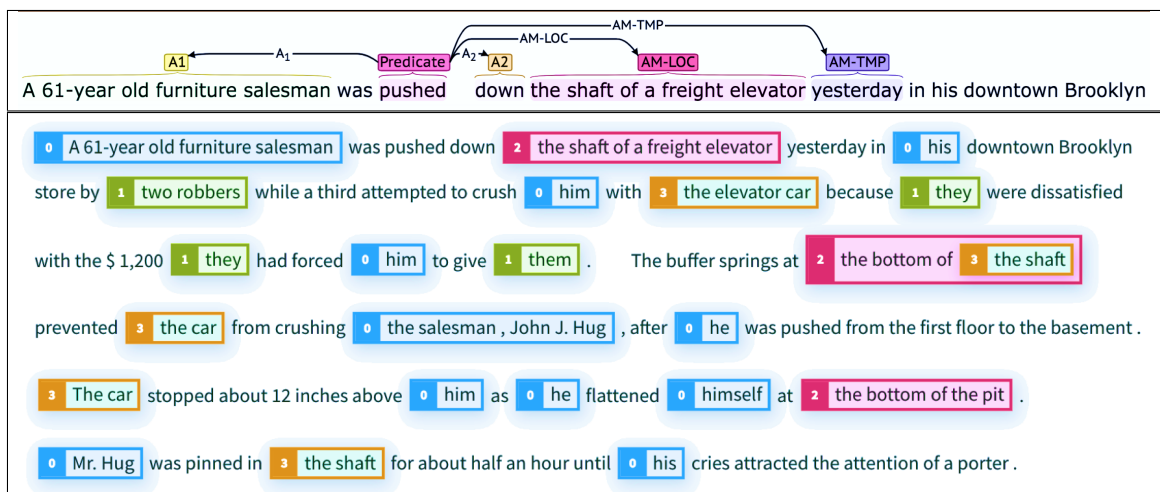 AM-TMP
AM-LOC
A1 A1 Predicate A2 A2 AM-LOC AM-TMP
A 61-year old furniture salesman was pushed down the shaft of a freight elevator yesterday in his downtown Brooklyn
0 A 61-year old furniture salesman was pushed down 2 the shaft of a freight elevator yesterday in 0 his downtown Brooklyn
store by 1 two robbers while a third attempted to crush 0 him with 3 the elevator car because 1 they were dissatisfied
with the $ 1,200 1 they had forced 0 him to give 1 them . The buffer springs at 2 the bottom of 3 the shaft
prevented 3 the car from crushing 0 the salesman , John J. Hug , after 0 he was pushed from the first floor to the basement .
3 The car stopped about 12 inches above 0 him as 0 he flattened 0 himself at 2 the bottom of the pit .
0 Mr. Hug was pinned in 3 the shaft for about half an hour until 0 his cries attracted the attention of a porter .